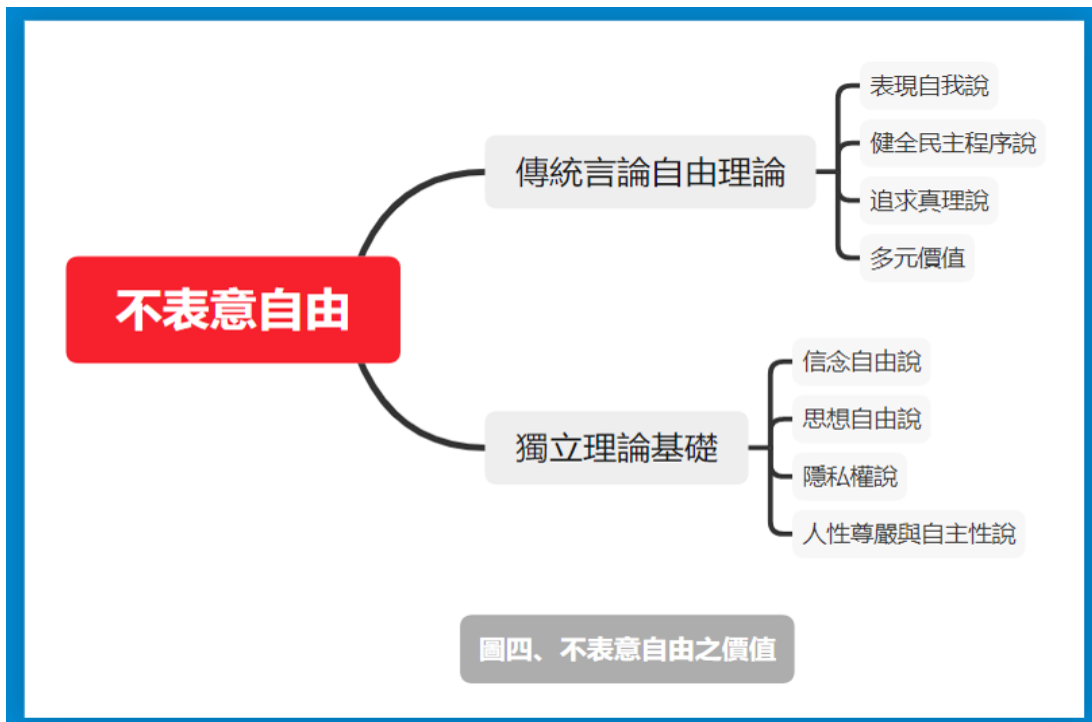 不表意自由
傳統言論自由理論
表現自我說
健全民主程序說
追求真理說
多元價值
獨立理論基礎
信念自由說
思想自由說
隱私權說
人性尊嚴與自主性說
圖四、不表意自由之價值